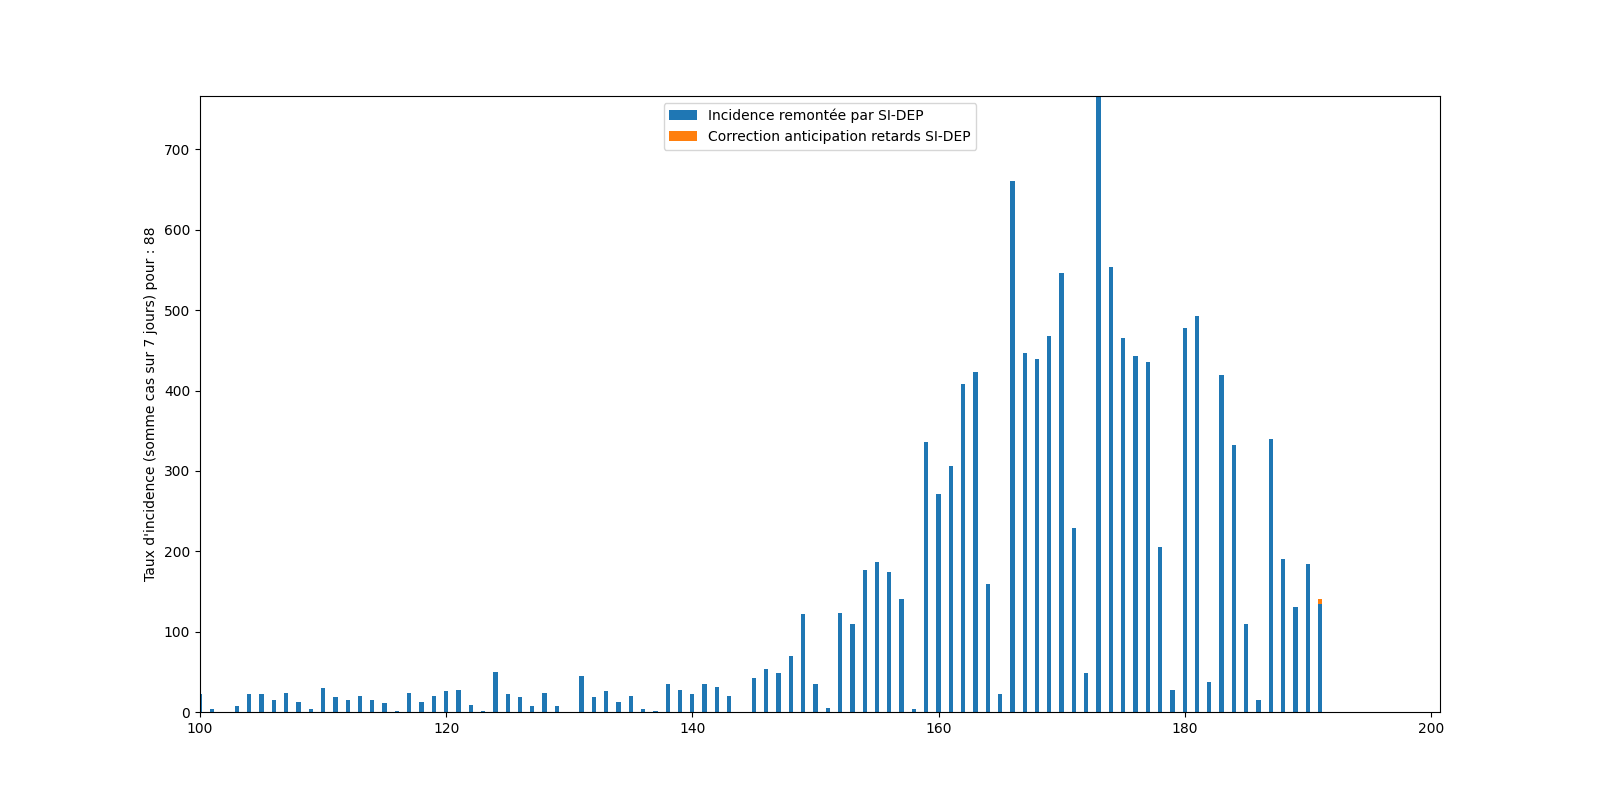 Incidence remontée par SI-DEP
Correction anticipation retards SI-DEP
Taux d'incidence (somme cas sur 7 jours) pour : 88
700
600
500
400
300
200
100
0
100 120 140 160 180 200